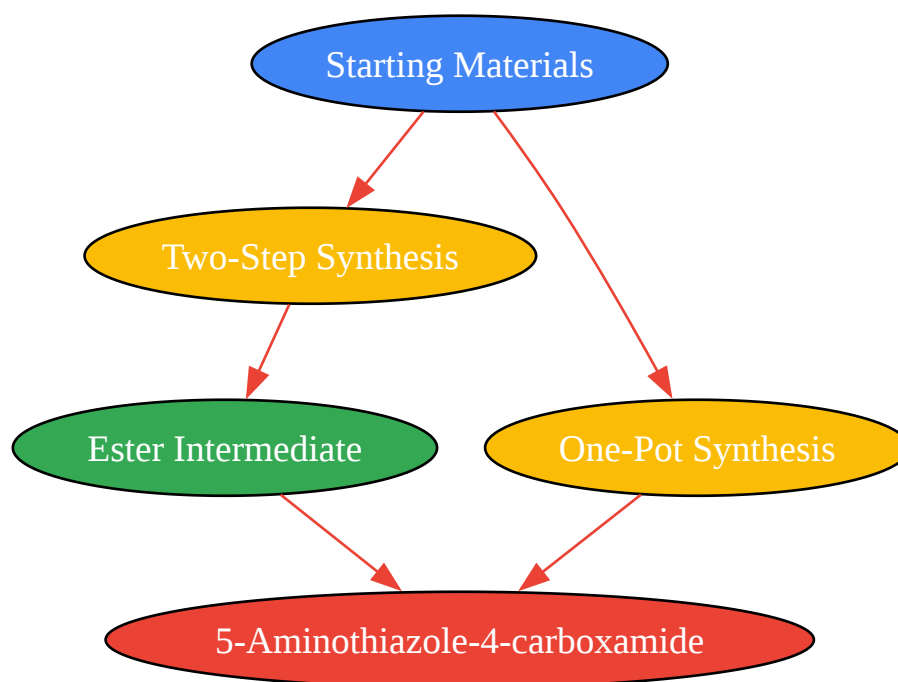 Starting Materials
Two-Step Synthesis
Ester Intermediate
One-Pot Synthesis
5-Aminothiazole-4-carboxamide